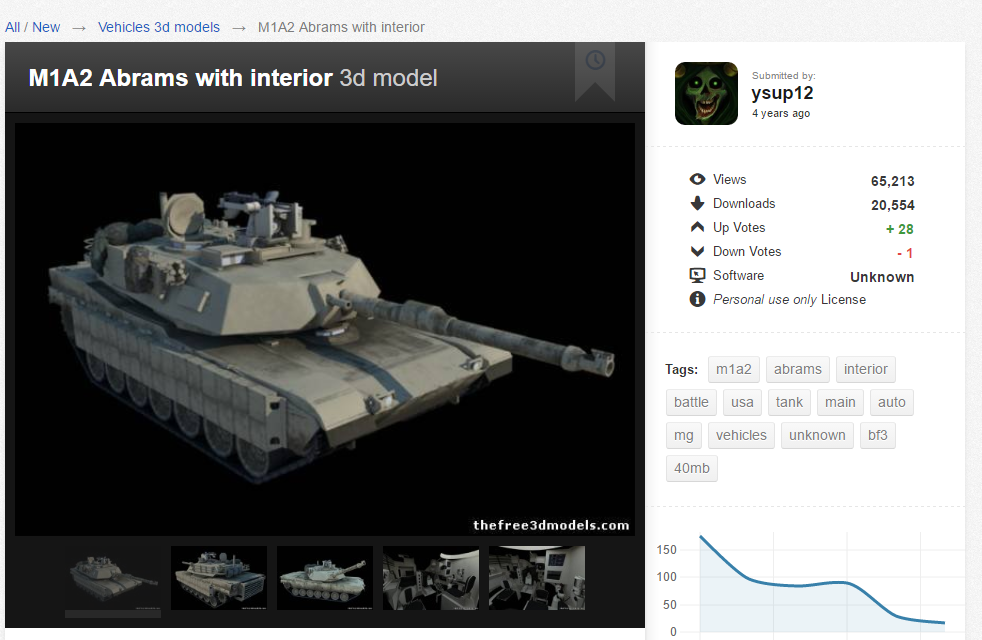 All / New → Vehicles 3d models → M1A2 Abrams with interior
M1A2 Abrams with interior 3d model
thefree3dmodels.com
Submitted by:
ysup12
4 years ago
Views 65,213
Downloads 20,554
Up Votes + 28
Down Votes - 1
Software Unknown
Personal use only License
Tags: m1a2 abrams interior
battle usa tank main auto
mg vehicles unknown bf3
40mb
150
100
50
0